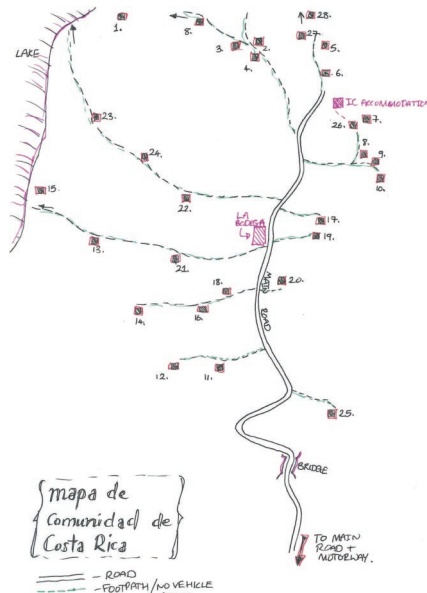 1.
8.
28.
27.
3.
2.
5.
4.
6.
LAKE
IC ACCOMMODATION
7.
26.
8.
9.
10.
23.
24.
15.
22.
17.
LA
BODEGA
19.
13.
21.
18.
20.
MAIN
ROAD
14.
16.
12.
11.
25.
BRIDGE
mapa de
Comunidad de
Costa Rica
TO MAIN
ROAD +
MOTORWAY.
- ROAD
- FOOTPATH/NO VEHICLE